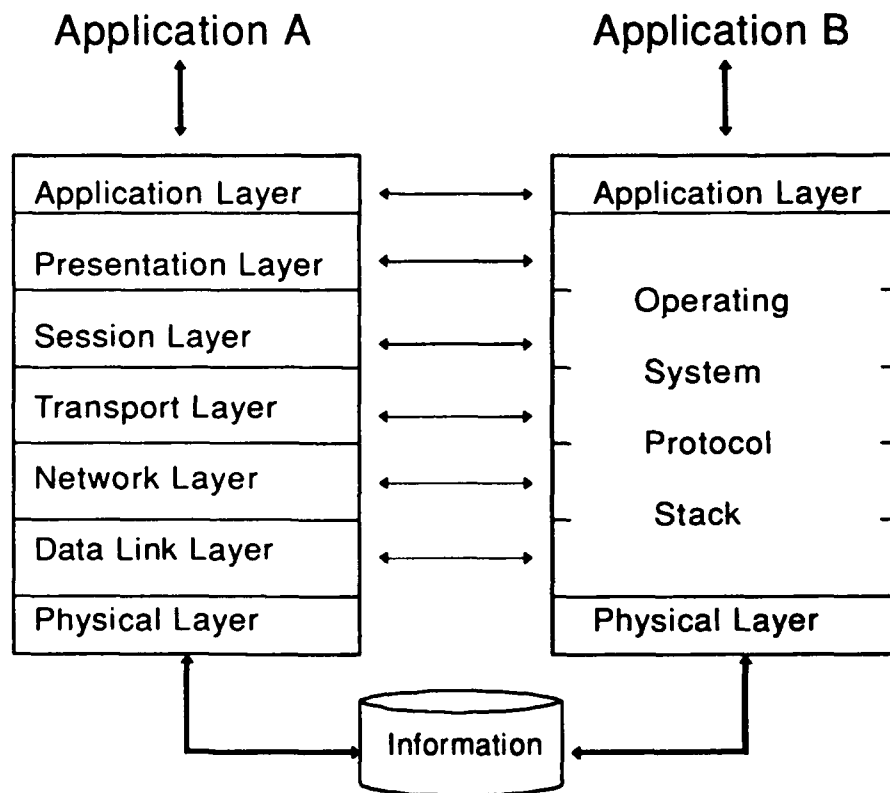 Application A
Application B
Application Layer
Presentation Layer
Session Layer
Transport Layer
Network Layer
Data Link Layer
Physical Layer
Application Layer
Operating
System
Protocol
Stack
Physical Layer
Information